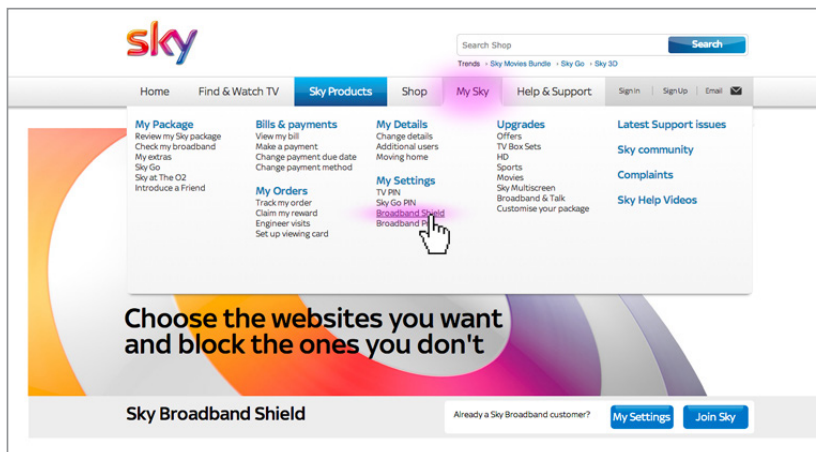 sky
Search Shop
Search
Trends › Sky Movies Bundle › Sky Go › Sky 3D
Home Find & Watch TV Sky Products Shop My Sky Help & Support Sign In Sign Up Email
My Package
Review my Sky package
Check my broadband
My extras
Sky Go
Sky at The O2
Introduce a Friend
Bills & payments
View my bill
Make a payment
Change payment due date
Change payment method
My Orders
Track my order
Claim my reward
Engineer visits
Set up viewing card
My Details
Change details
Additional users
Moving home
My Settings
TV PIN
Sky Go PIN
Broadband Shield
Broadband
Upgrades
Offers
TV Box Sets
HD
Sports
Movies
Sky Multiscreen
Broadband & Talk
Customise your package
Latest Support issues
Sky community
Complaints
Sky Help Videos
Choose the websites you want
and block the ones you don't
Sky Broadband Shield
Already a Sky Broadband customer?
My Settings
Join Sky